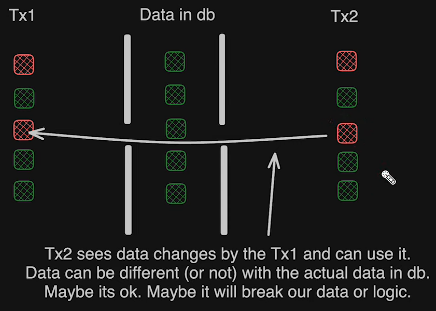 Tx1
Data in db
Tx2
Tx2 sees data changes by the Tx1 and can use it.
Data can be different (or not) with the actual data in db.
Maybe its ok. Maybe it will break our data or logic.